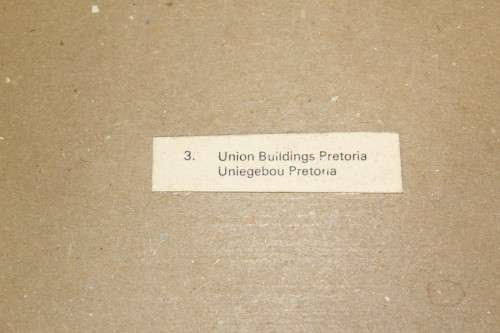 3. Union Buildings Pretoria
Uniegebou Pretoria